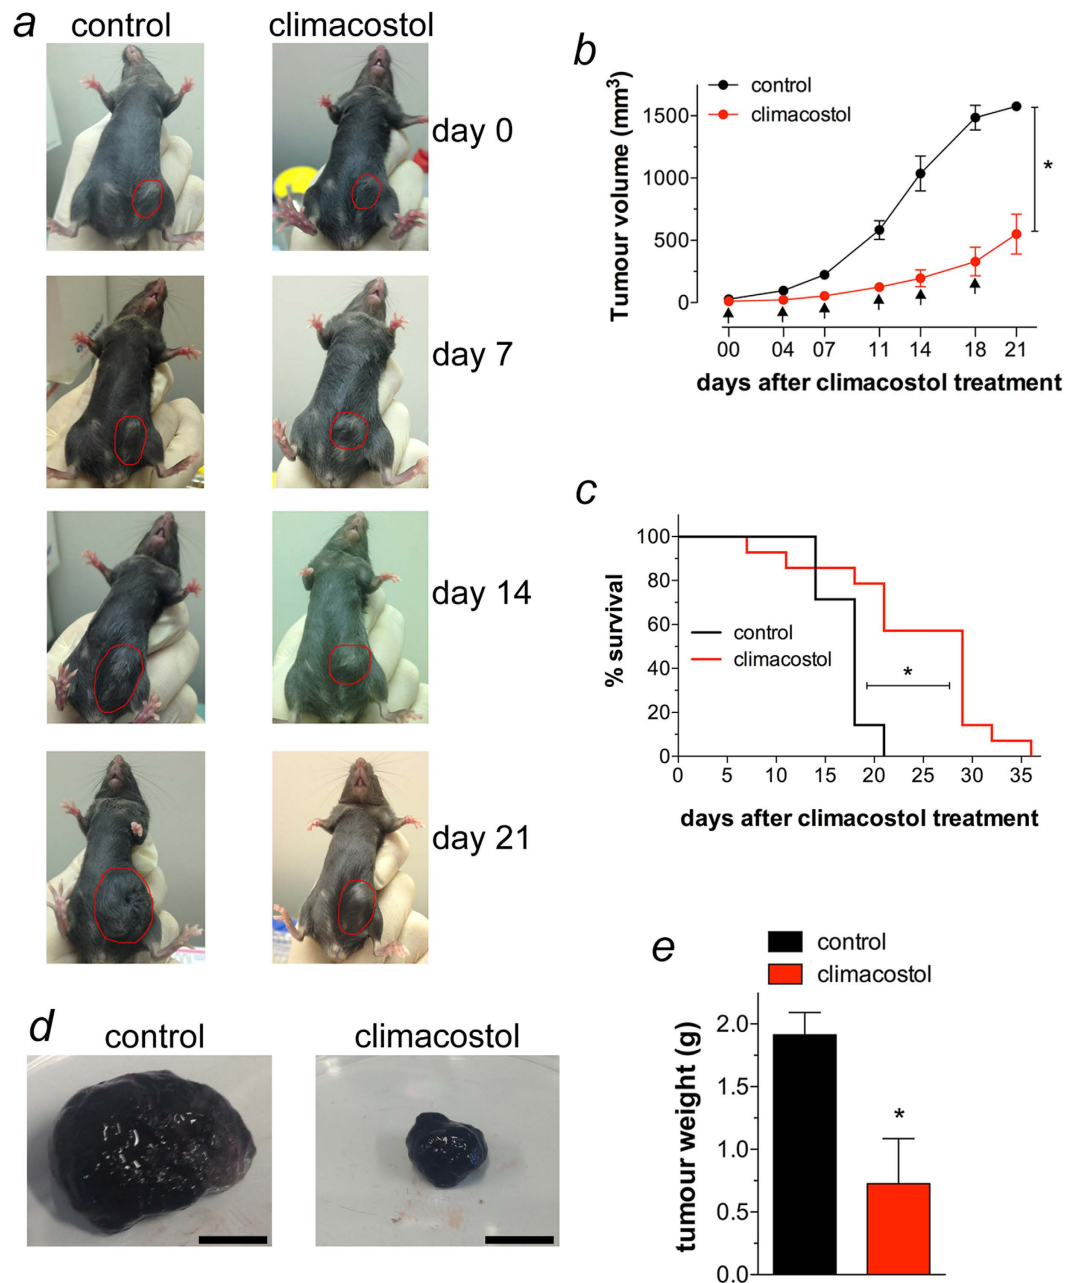 a
control
climacostol
day 0
day 7
day 14
day 21
b
control
climacostol
Tumour volume (mm³)
1500
1000
500
0
*
00 04 07 11 14 18 21
days after climacostol treatment
c
% survival
100
80
60
40
20
0
control
climacostol
*
0 5 10 15 20 25 30 35
days after climacostol treatment
d
control
climacostol
e
control
climacostol
tumour weight (g)
2.0
1.5
1.0
0.5
0.0
*